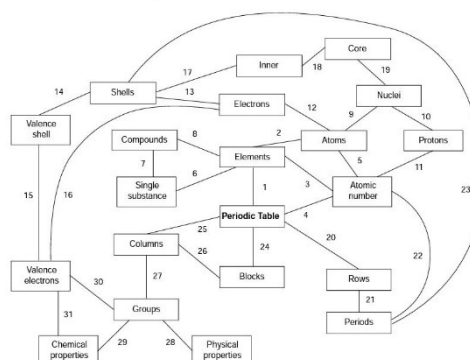 Core
17
18
19
Inner
14
Shells
13
Nuclei
Electrons
12
9
10
Valence
shell
Compounds
8
2
Atoms
Protons
Elements
7
5
11
6
3
23
15
16
Single
substance
1
Atomic
number
4
Periodic Table
25
20
22
Columns
26
24
Valence
electrons
27
Blocks
Rows
30
21
31
Groups
Periods
29
28
Chemical
properties
Physical
properties